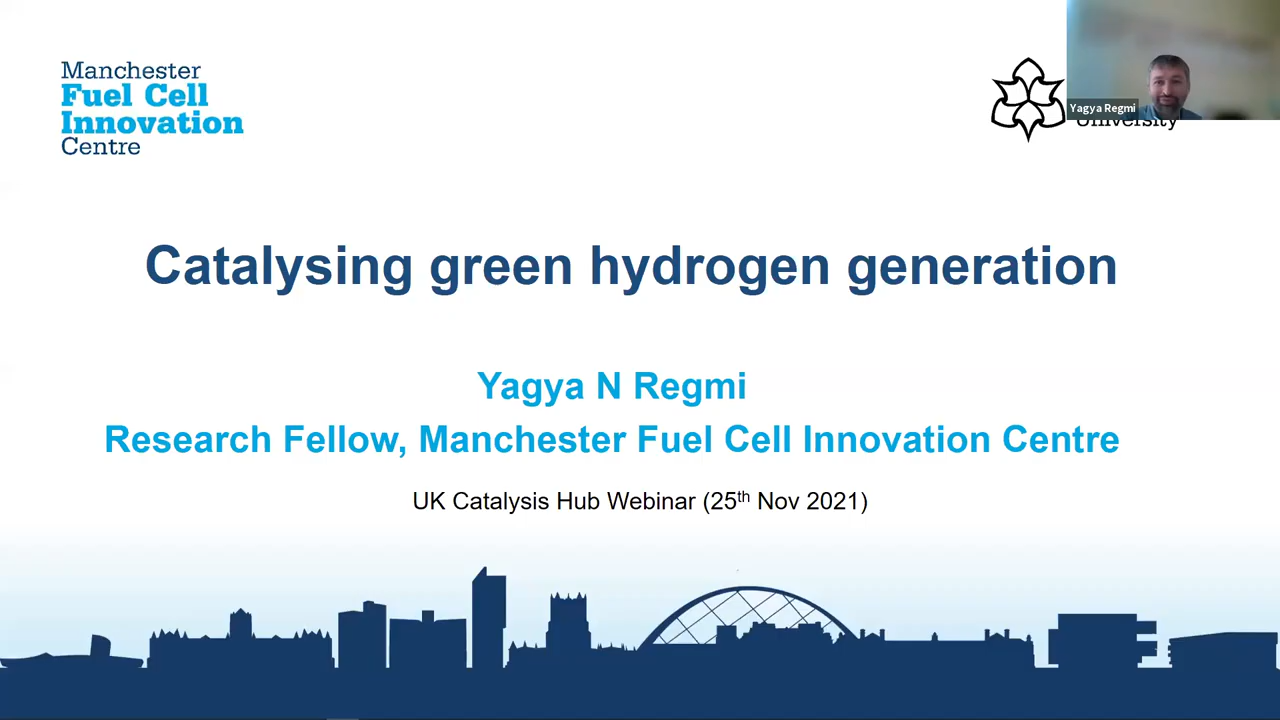 Manchester
Fuel Cell
Innovation
Centre
Yagya Regmi
University
Catalysing green hydrogen generation
Yagya N Regmi
Research Fellow, Manchester Fuel Cell Innovation Centre
UK Catalysis Hub Webinar (25th Nov 2021)